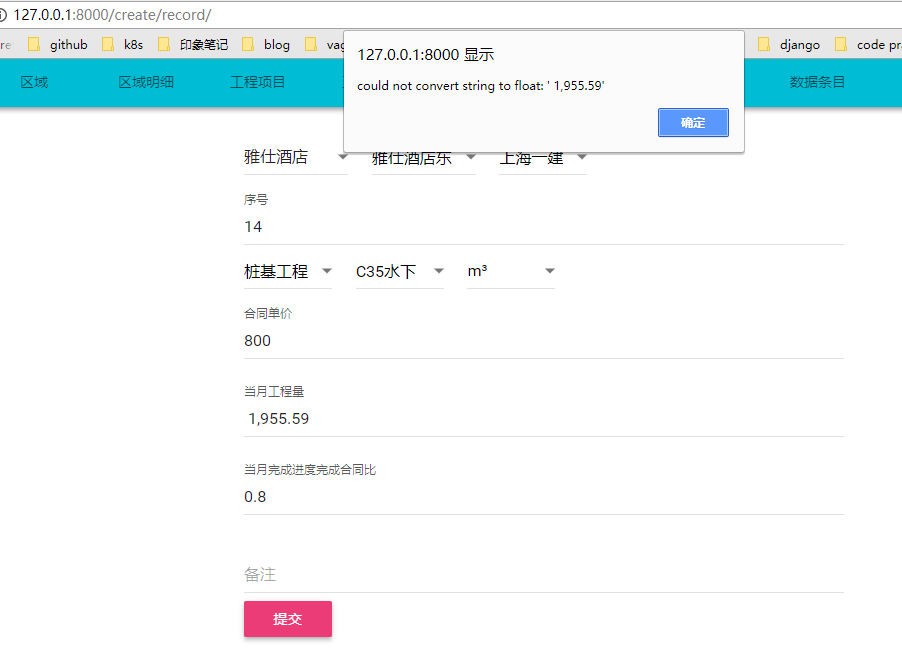 127.0.0.1:8000/create/record/
re github k8s 印象笔记 blog vag django code pra
127.0.0.1:8000 显示
could not convert string to float: ' 1,955.59'
确定
区域 区域明细 工程项目 数据条目
雅仕酒店 雅仕酒店东 上海一建
序号
14
桩基工程 C35水下 m³
合同单价
800
当月工程量
1,955.59
当月完成进度完成合同比
0.8
备注
提交